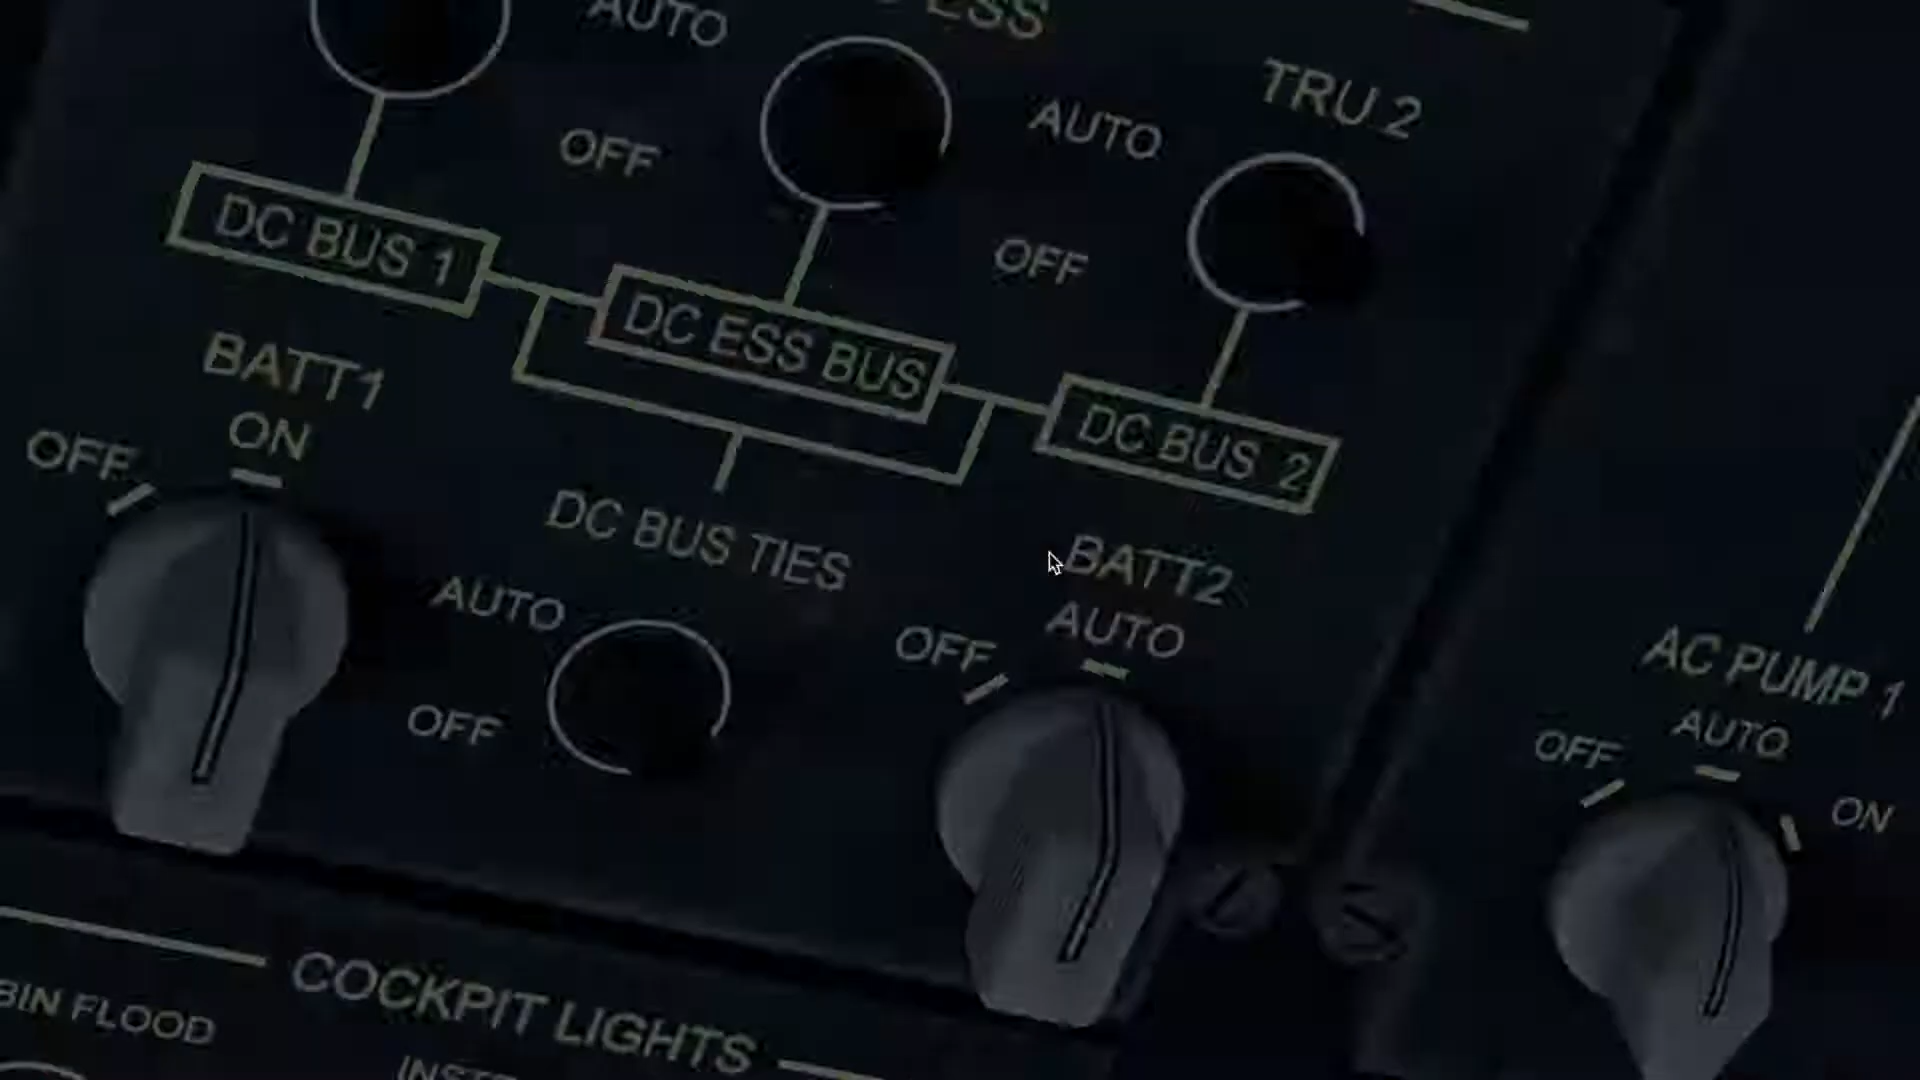 AUTO
ESS
TRU 2
AUTO
OFF
OFF
DC BUS 1
DC ESS BUS
DC BUS 2
BATT1
ON
OFF
DC BUS TIES
AUTO
OFF
BATT2
AUTO
OFF
AC PUMP 1
AUTO
OFF
ON
COCKPIT LIGHTS
BIN FLOOD